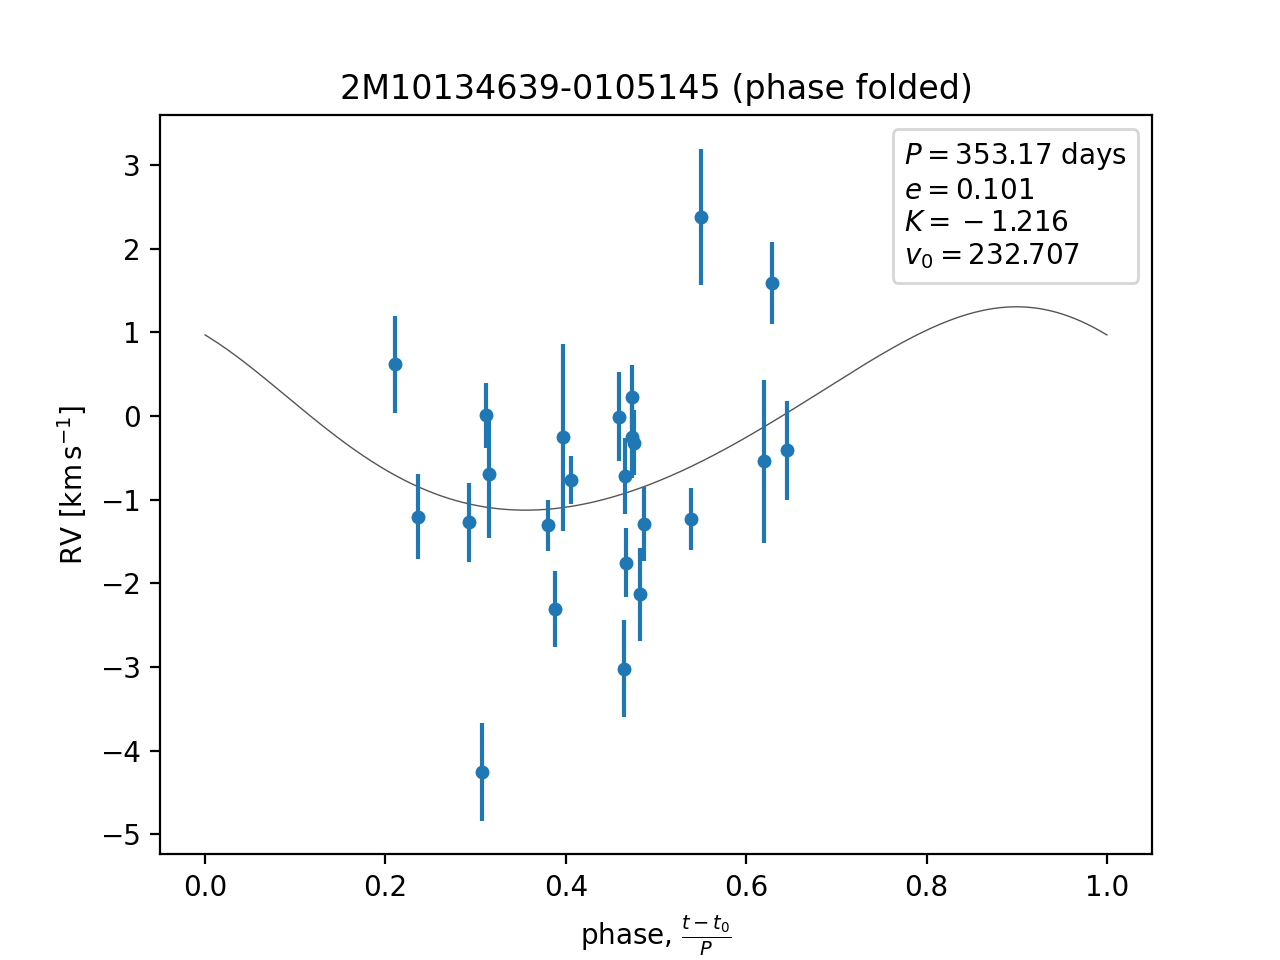 2M10134639-0105145 (phase folded)
P = 353.17 days
e = 0.101
K = −1.216
v₀ = 232.707
3
2
1
0
−1
−2
−3
−4
−5
RV [km s⁻¹]
0.0 0.2 0.4 0.6 0.8 1.0
phase, (t − t₀)/P